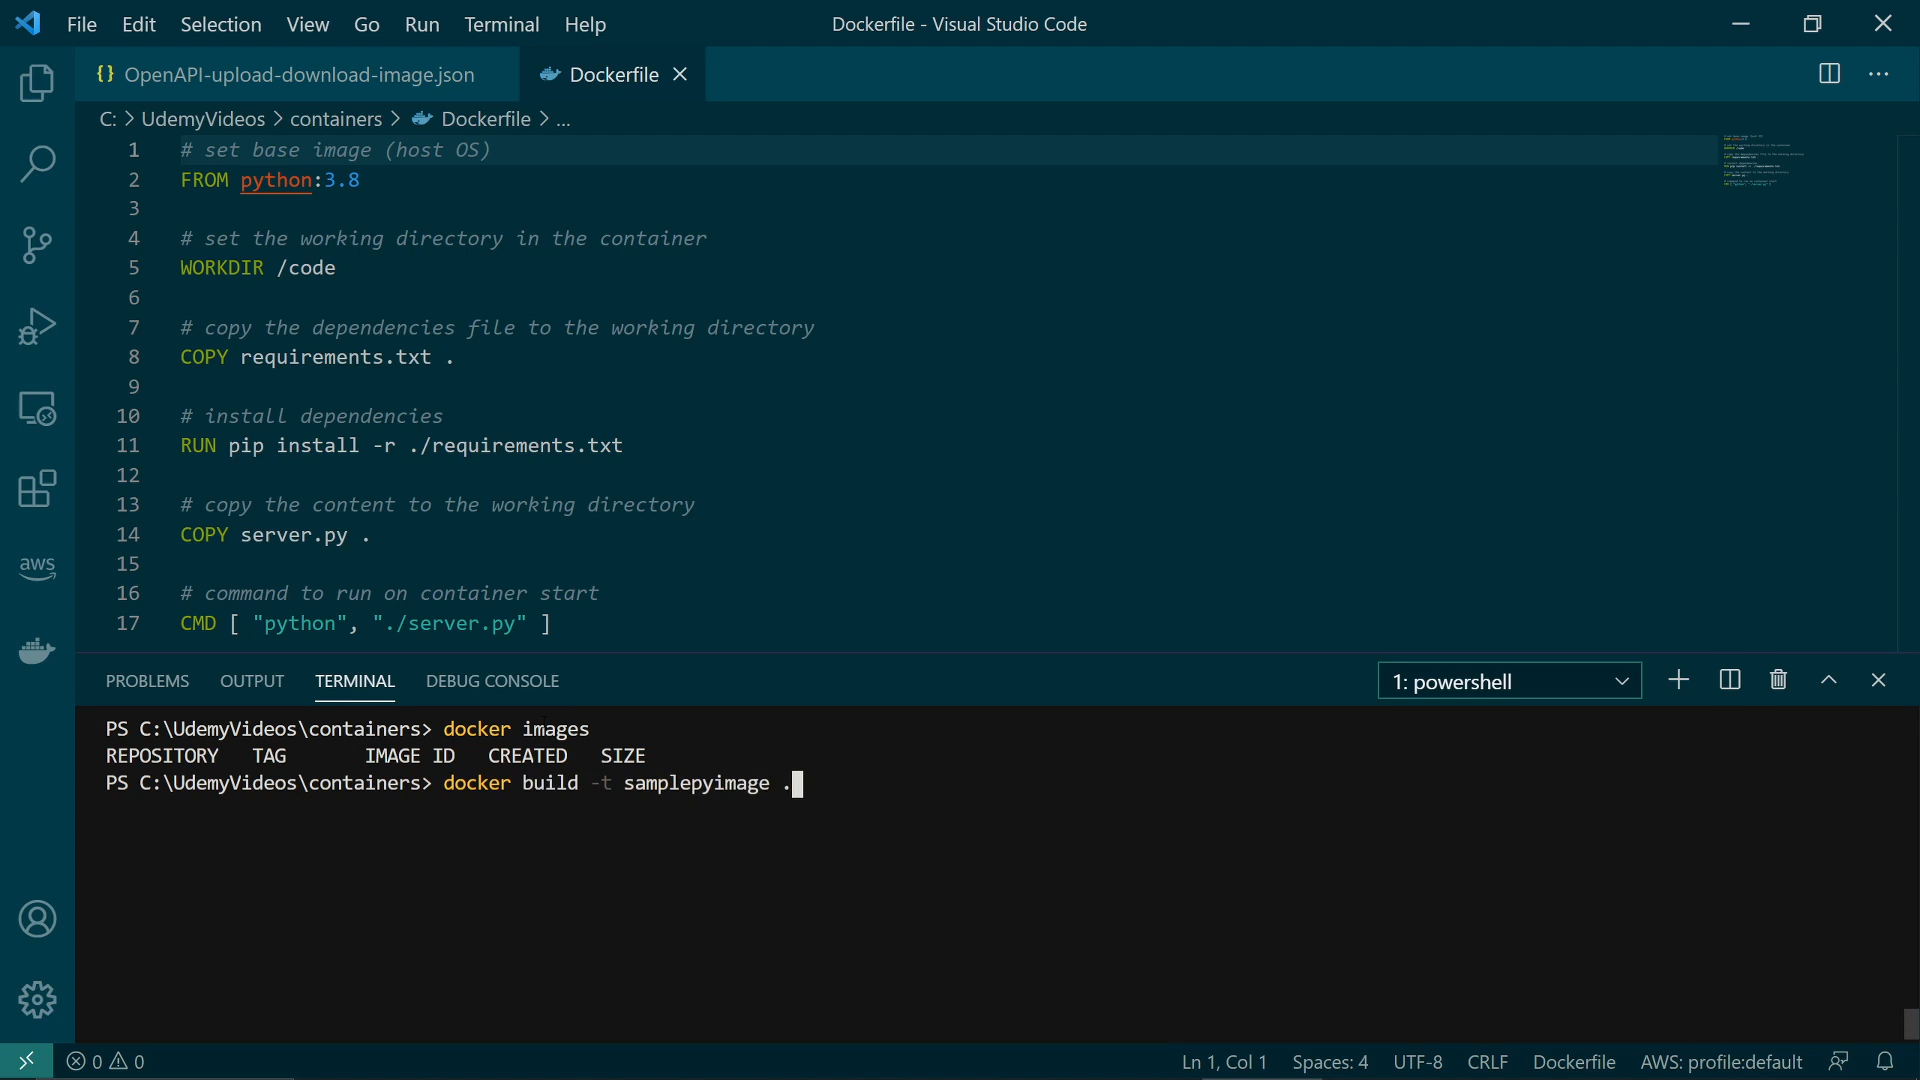 File Edit Selection View Go Run Terminal Help Dockerfile - Visual Studio Code
{} OpenAPI-upload-download-image.json Dockerfile
C: > UdemyVideos > containers > Dockerfile > ...
1 # set base image (host OS)
2 FROM python:3.8
3
4 # set the working directory in the container
5 WORKDIR /code
6
7 # copy the dependencies file to the working directory
8 COPY requirements.txt .
9
10 # install dependencies
11 RUN pip install -r ./requirements.txt
12
13 # copy the content to the working directory
14 COPY server.py .
15
16 # command to run on container start
17 CMD [ "python", "./server.py" ]
aws
PROBLEMS OUTPUT TERMINAL DEBUG CONSOLE 1: powershell
PS C:\UdemyVideos\containers> docker images
REPOSITORY TAG IMAGE ID CREATED SIZE
PS C:\UdemyVideos\containers> docker build -t samplepyimage .
0 0 Ln 1, Col 1 Spaces: 4 UTF-8 CRLF Dockerfile AWS: profile:default